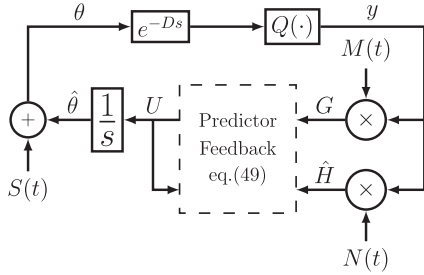 θ
e^{-Ds}
Q(·)
y
M(t)
+
θ̂
1/s
U
Predictor
Feedback
eq.(49)
G
×
Ĥ
×
S(t)
N(t)